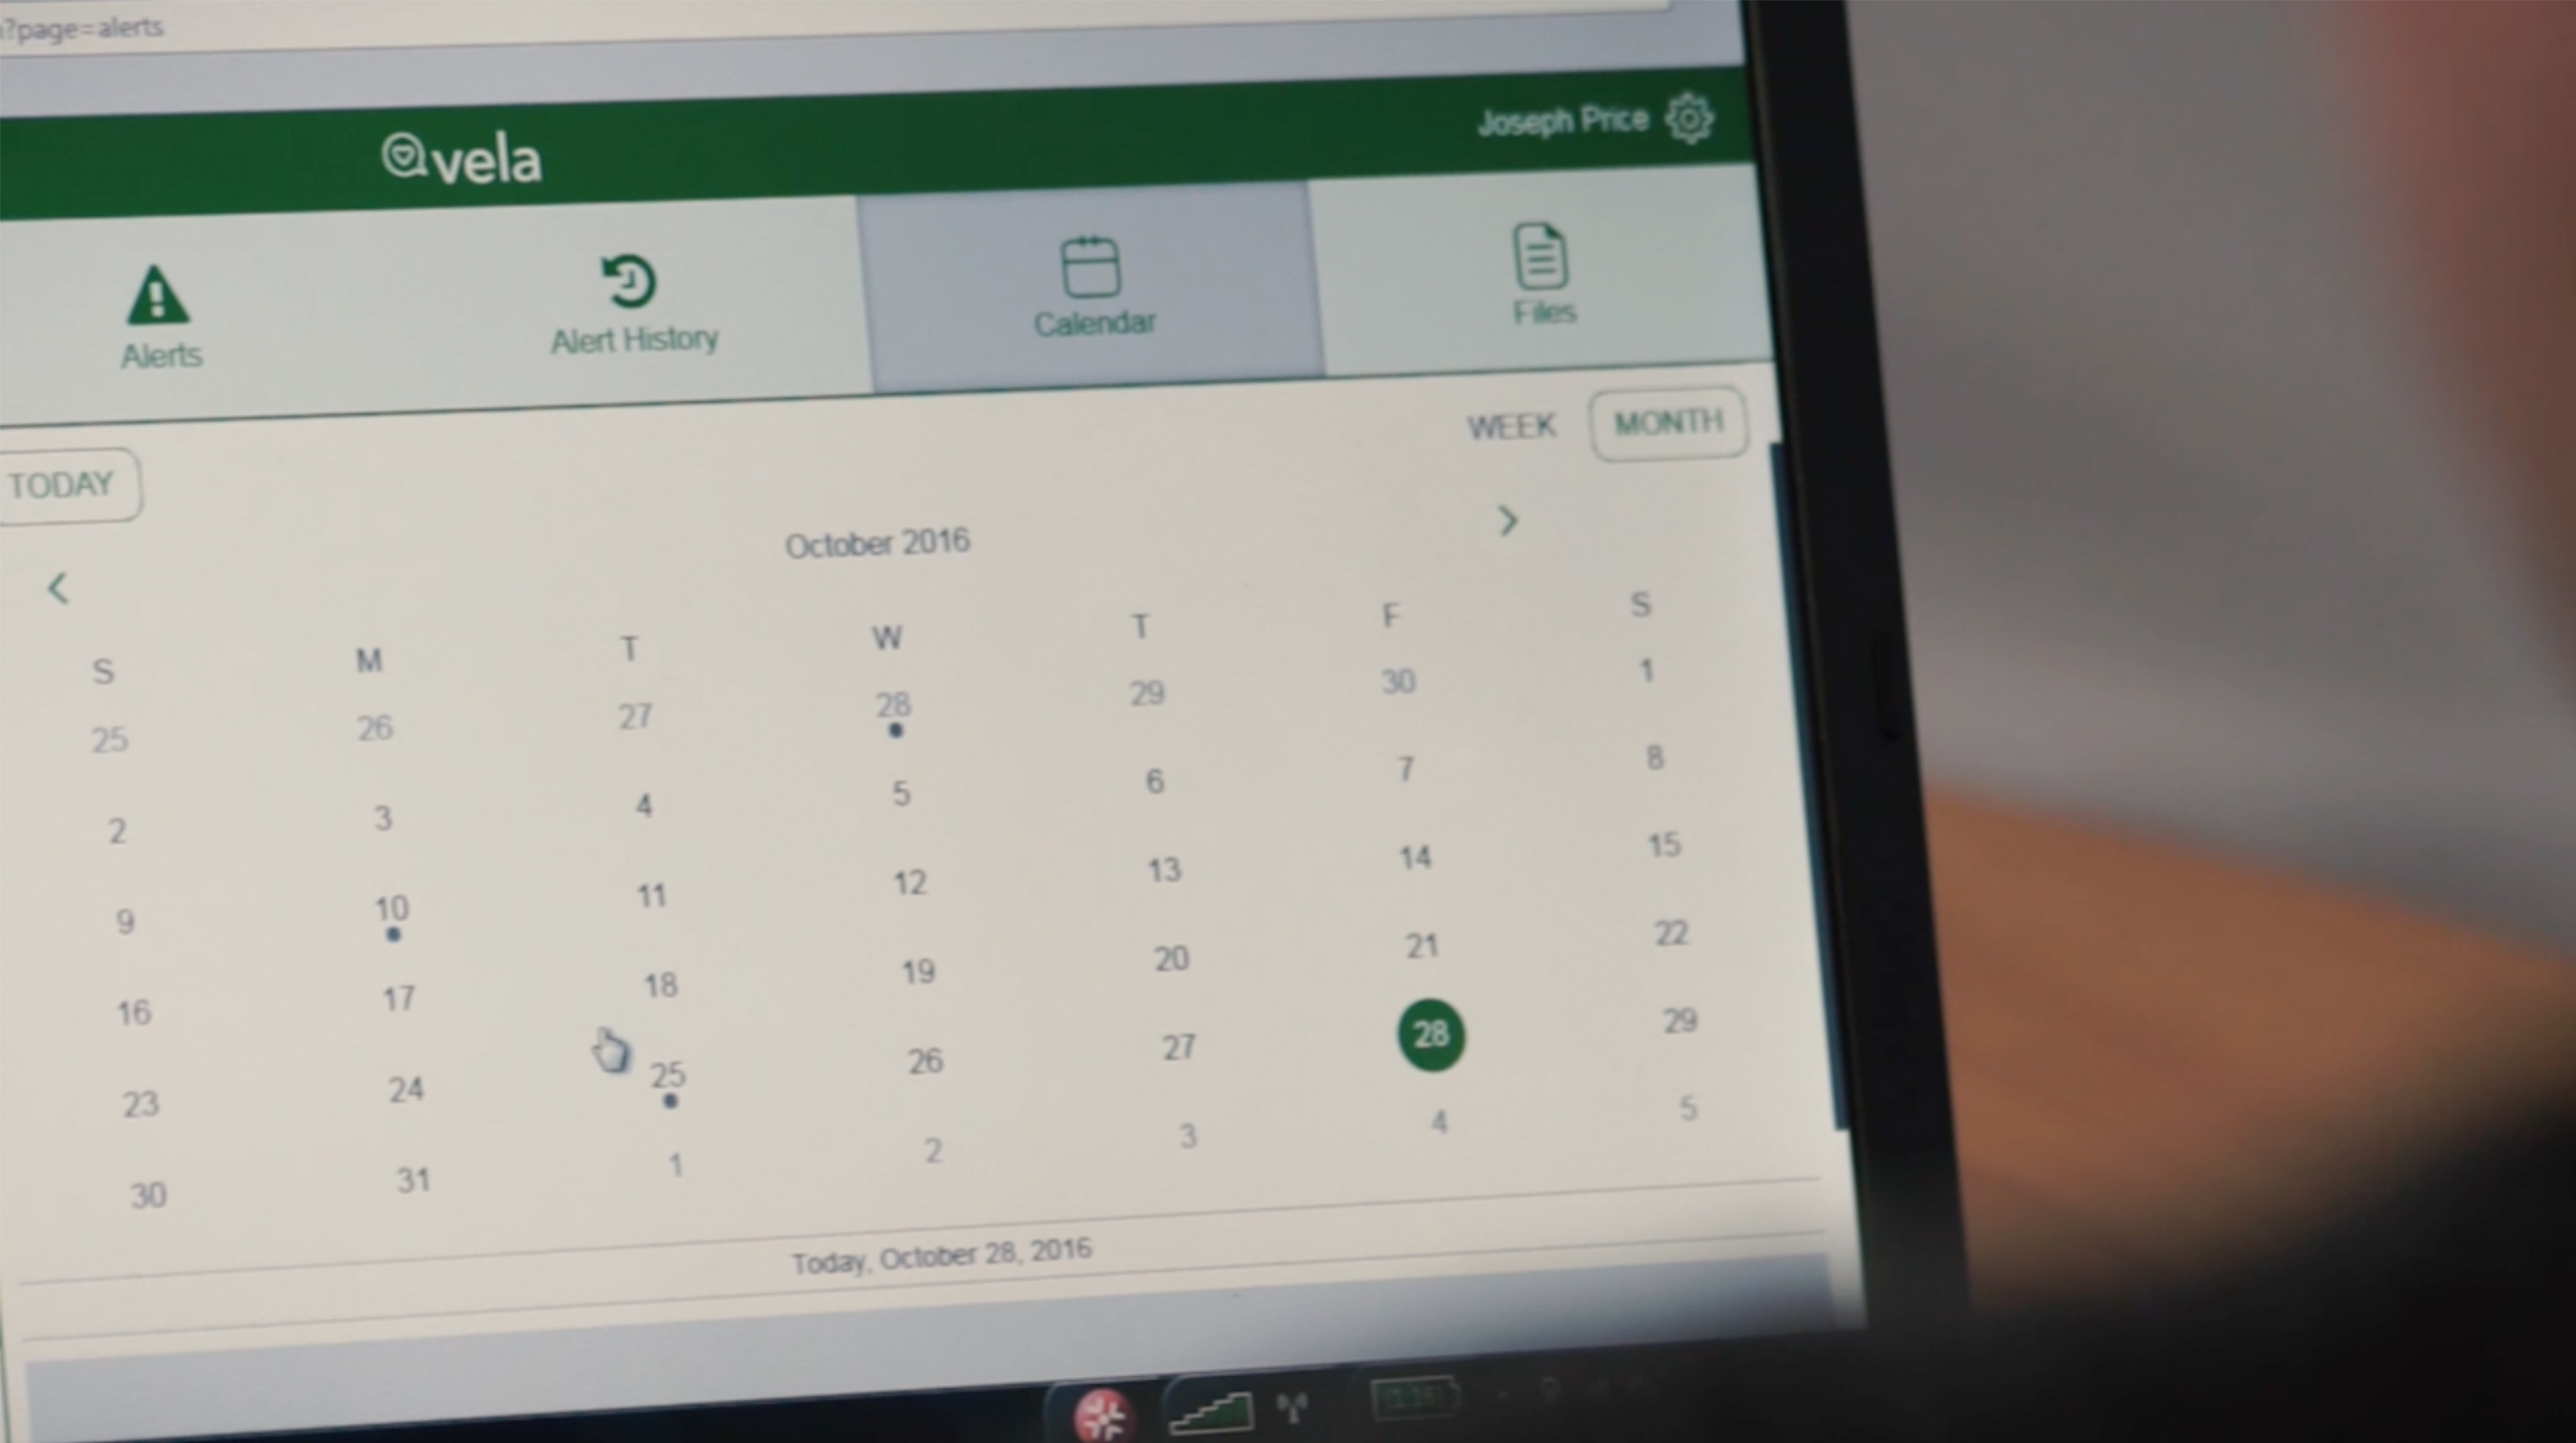 ?page=alerts
vela
Joseph Price
Alerts
Alert History
Calendar
Files
WEEK MONTH
TODAY
October 2016
< >
S M T W T F S
25 26 27 28 29 30 1
2 3 4 5 6 7 8
9 10 11 12 13 14 15
16 17 18 19 20 21 22
23 24 25 26 27 28 29
30 31 1 2 3 4 5
Today, October 28, 2016